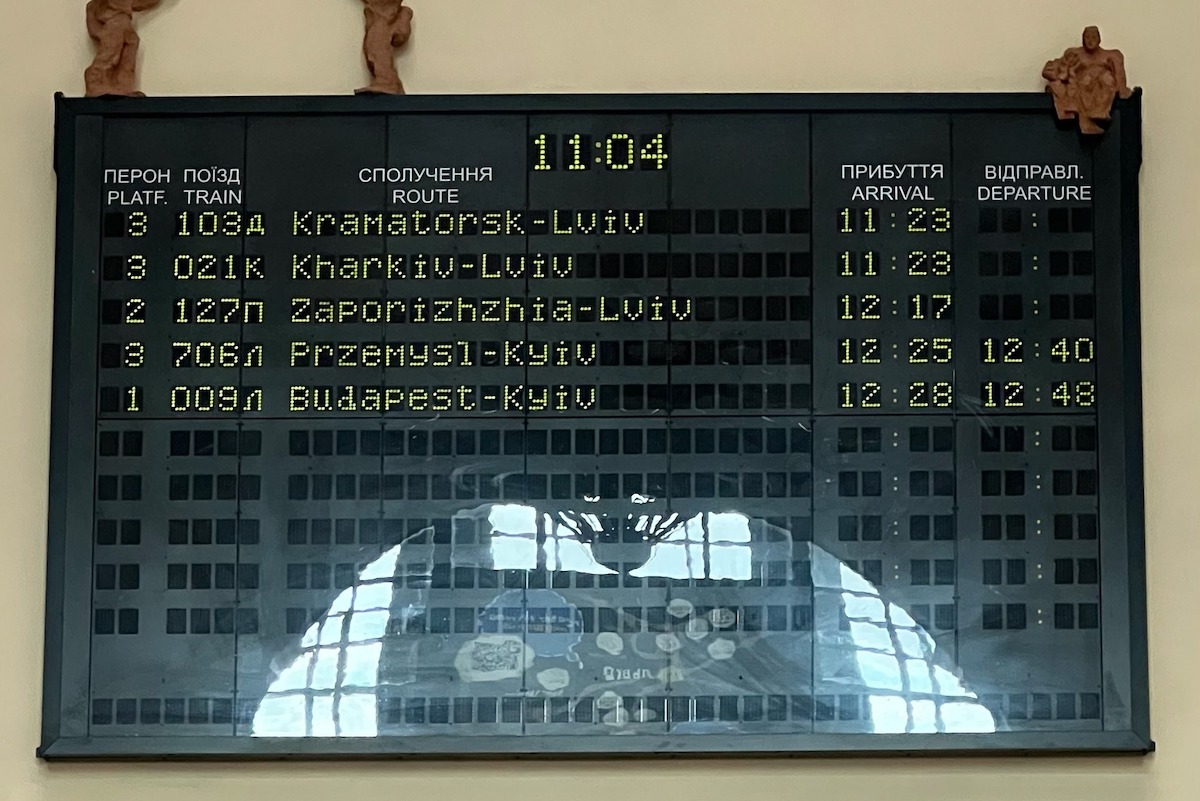 11:04
ПЕРОН ПОЇЗД СПОЛУЧЕННЯ ПРИБУТТЯ ВІДПРАВЛ.
PLATF. TRAIN ROUTE ARRIVAL DEPARTURE
3 103д Kramatorsk-Lviv 11:23
3 021к Kharkiv-Lviv 11:23
2 127п Zaporizhzhia-Lviv 12:17
3 706л Przemysl-Kyiv 12:25 12:40
1 009л Budapest-Kyiv 12:28 12:48